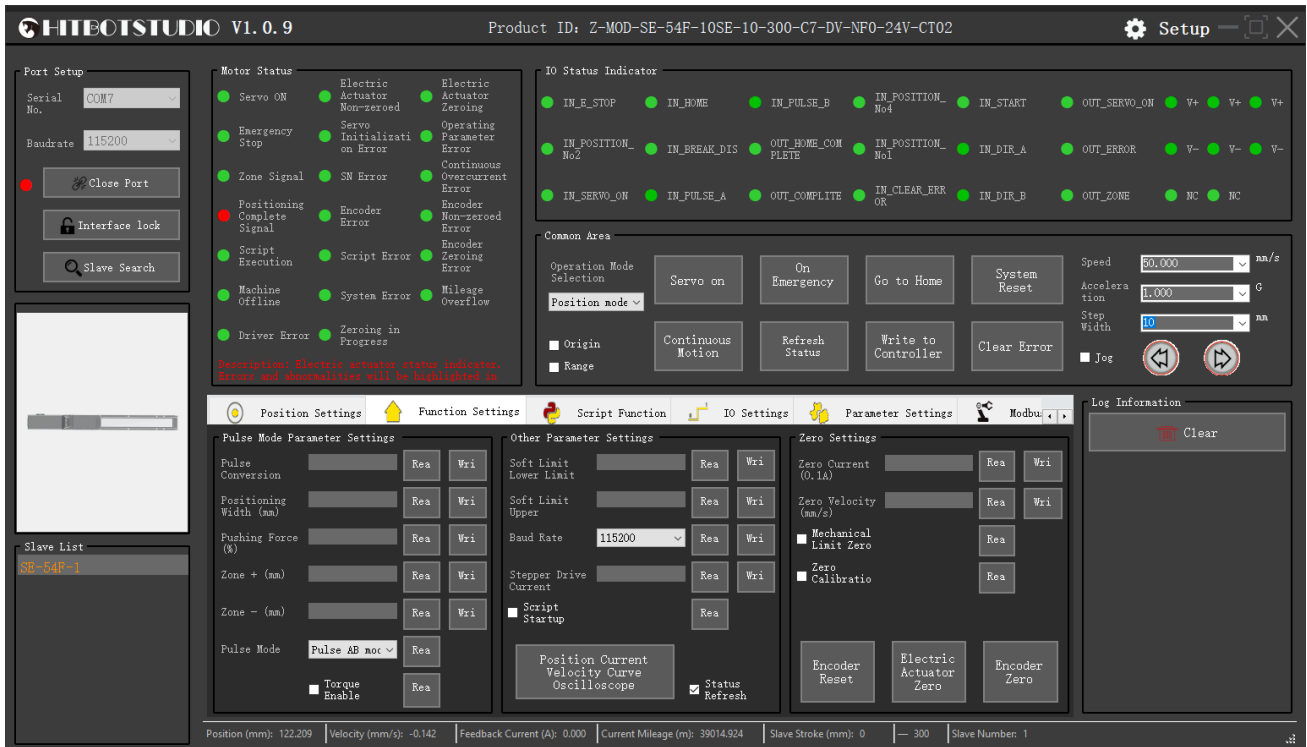 HITBOTSTUDIO V1.0.9
Product ID: Z-MOD-SE-54F-10SE-10-300-C7-DV-NF0-24V-CT02
Setup
Port Setup
Serial No.
COM7
Baudrate
115200
Close Port
Interface lock
Slave Search
Motor Status
Servo ON
Electric Actuator Non-zeroed
Electric Actuator Zeroing
Emergency Stop
Servo Initializati on Error
Operating Parameter Error
Zone Signal
SN Error
Continuous Overcurrent Error
Positioning Complete Signal
Encoder Error
Encoder Non-zeroed Error
Script Execution
Script Error
Encoder Zeroing Error
Machine Offline
System Error
Mileage Overflow
Driver Error
Zeroing in Progress
Description: Electric actuator status indicator.
Errors and abnormalities will be highlighted in
IO Status Indicator
IN_E_STOP
IN_HOME
IN_PULSE_B
IN_POSITION_No4
IN_START
OUT_SERVO_ON
V+
V+
V+
IN_POSITION_No2
IN_BREAK_DIS
OUT_HOME_COMPLETE
IN_POSITION_No1
IN_DIR_A
OUT_ERROR
V-
V-
V-
IN_SERVO_ON
IN_PULSE_A
OUT_COMPLITE
IN_CLEAR_ERROR
IN_DIR_B
OUT_ZONE
NC
NC
Common Area
Operation Mode Selection
Position mode
Origin
Range
Servo on
On Emergency
Go to Home
System Reset
Continuous Motion
Refresh Status
Write to Controller
Clear Error
Speed
50.000
mm/s
Acceleration
1.000
G
Step Width
10
mm
Jog
Position Settings
Function Settings
Script Function
IO Settings
Parameter Settings
Modbu
Log Information
Clear
Slave List
SE-54F-1
Pulse Mode Parameter Settings
Pulse Conversion
Rea
Wri
Positioning Width (mm)
Rea
Wri
Pushing Force (%)
Rea
Wri
Zone + (mm)
Rea
Wri
Zone - (mm)
Rea
Wri
Pulse Mode
Pulse AB moc
Rea
Torque Enable
Rea
Other Parameter Settings
Soft Limit Lower Limit
Rea
Wri
Soft Limit Upper
Rea
Wri
Baud Rate
115200
Rea
Wri
Stepper Drive Current
Rea
Wri
Script Startup
Rea
Position Current Velocity Curve Oscilloscope
Status Refresh
Zero Settings
Zero Current (0.1A)
Rea
Wri
Zero Velocity (mm/s)
Rea
Wri
Mechanical Limit Zero
Rea
Zero Calibratio
Rea
Encoder Reset
Electric Actuator Zero
Encoder Zero
Position (mm): 122.209
Velocity (mm/s): -0.142
Feedback Current (A): 0.000
Current Mileage (m): 39014.924
Slave Stroke (mm): 0
— 300
Slave Number: 1